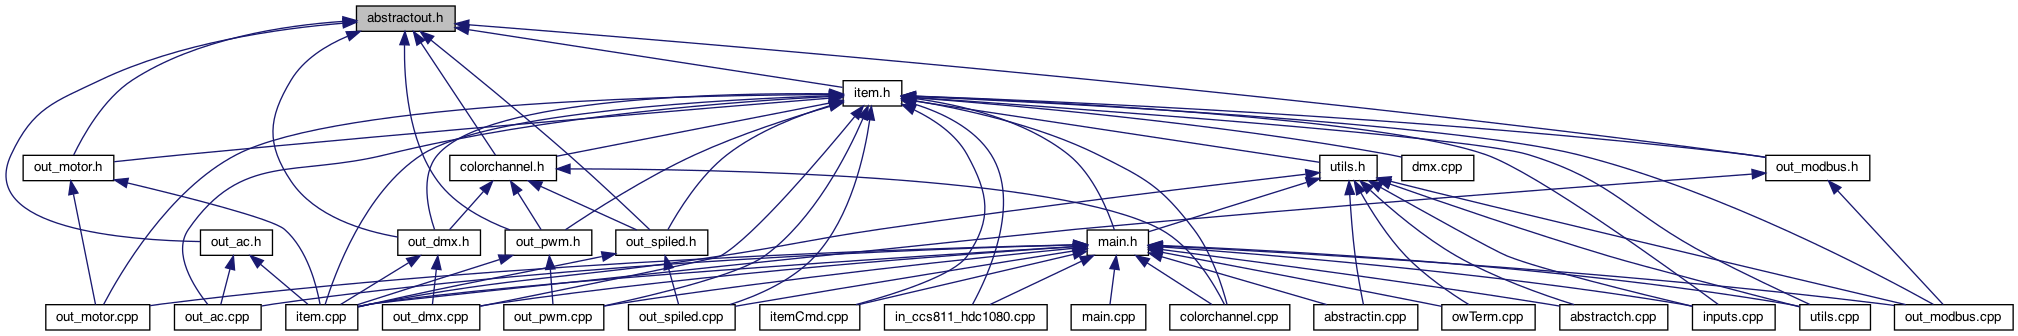 abstractout.h
item.h
out_motor.h
colorchannel.h
utils.h
dmx.cpp
out_modbus.h
out_ac.h
out_dmx.h
out_pwm.h
out_spiled.h
main.h
out_motor.cpp
out_ac.cpp
item.cpp
out_dmx.cpp
out_pwm.cpp
out_spiled.cpp
itemCmd.cpp
in_ccs811_hdc1080.cpp
main.cpp
colorchannel.cpp
abstractin.cpp
owTerm.cpp
abstractch.cpp
inputs.cpp
utils.cpp
out_modbus.cpp